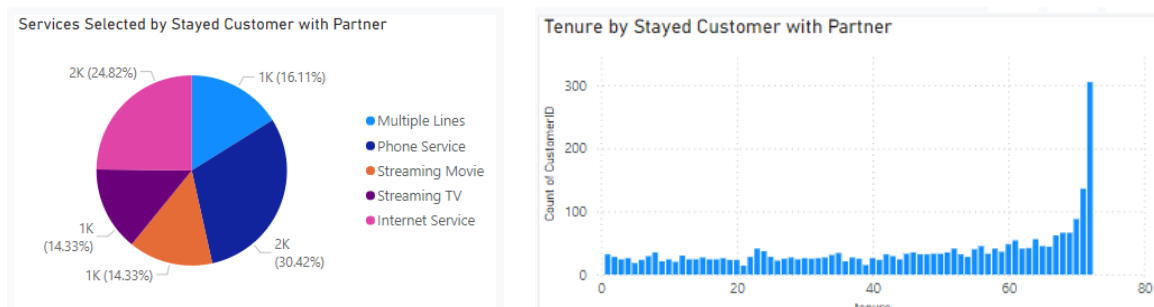 Services Selected by Stayed Customer with Partner
2K (24.82%)
1K (16.11%)
Multiple Lines
Phone Service
Streaming Movie
Streaming TV
Internet Service
1K
(14.33%)
1K (14.33%)
2K
(30.42%)
Tenure by Stayed Customer with Partner
Count of CustomerID
300
200
100
0
0
20
40
60
80
tenure